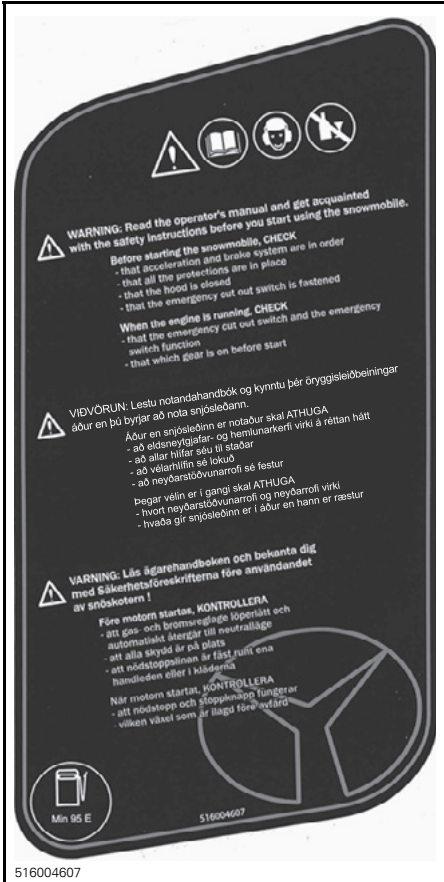 WARNING: Read the operator's manual and get acquainted
with the safety instructions before you start using the snowmobile.
Before starting the snowmobile, CHECK
- that acceleration and brake system are in order
- that all the protections are in place
- that the hood is closed
- that the emergency cut out switch is fastened
When the engine is running, CHECK
- that the emergency cut out switch and the emergency
switch function
- that which gear is on before start
VIÐVÖRUN: Lestu notandahandbók og kynntu þér öryggisleiðbeiningar
áður en þú byrjar að nota snjósleðann.
Áður en snjósleðinn er notaður skal ATHUGA
- að eldsneytgjafar- og hemlunarkerfi virki á réttan hátt
- að allar hlífar séu til staðar
- að vélarhlífin sé lokuð
- að neyðarstöðvunarrofi sé festur
Þegar vélin er í gangi skal ATHUGA
- hvort neyðarstöðvunarrofi og neyðarrofi virki
- hvaða gír snjósleðinn er í áður en hann er ræstur
VARNING: Läs ägarehandboken och bekanta dig
med Säkerhetsföreskrifterna före användandet
av snöskotern !
Före motorn startas, KONTROLLERA
- att gas- och bromsreglage löperlätt och
automatiskt återgår till neutralläge
- att alla skydd är på plats
- att nödstoppslinan är fäst runt ena
handleden eller i kläderna
När motorn startat, KONTROLLERA
- att nödstopp och stoppknapp fungerar
- vilken växel som är ilagd före avfärd
Min 95 E
516004607
516004607